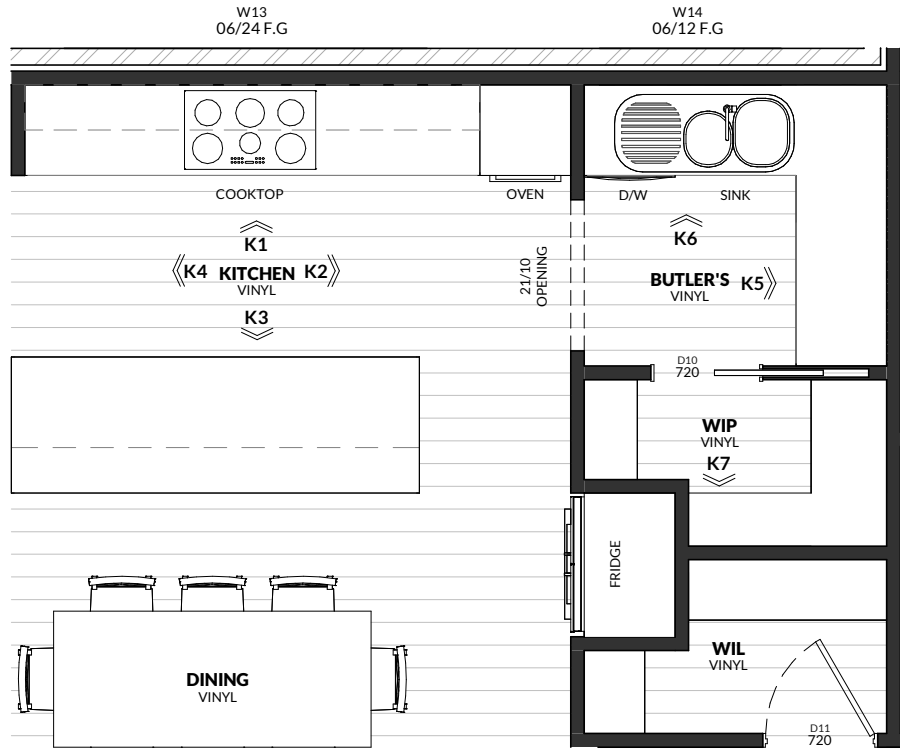 W13
06/24 F.G
W14
06/12 F.G
COOKTOP
OVEN
D/W
SINK
K1
K4 KITCHEN K2
VINYL
K3
21/10
OPENING
K6
BUTLER'S K5
VINYL
D10
720
WIP
VINYL
K7
FRIDGE
DINING
VINYL
WIL
VINYL
D11
720